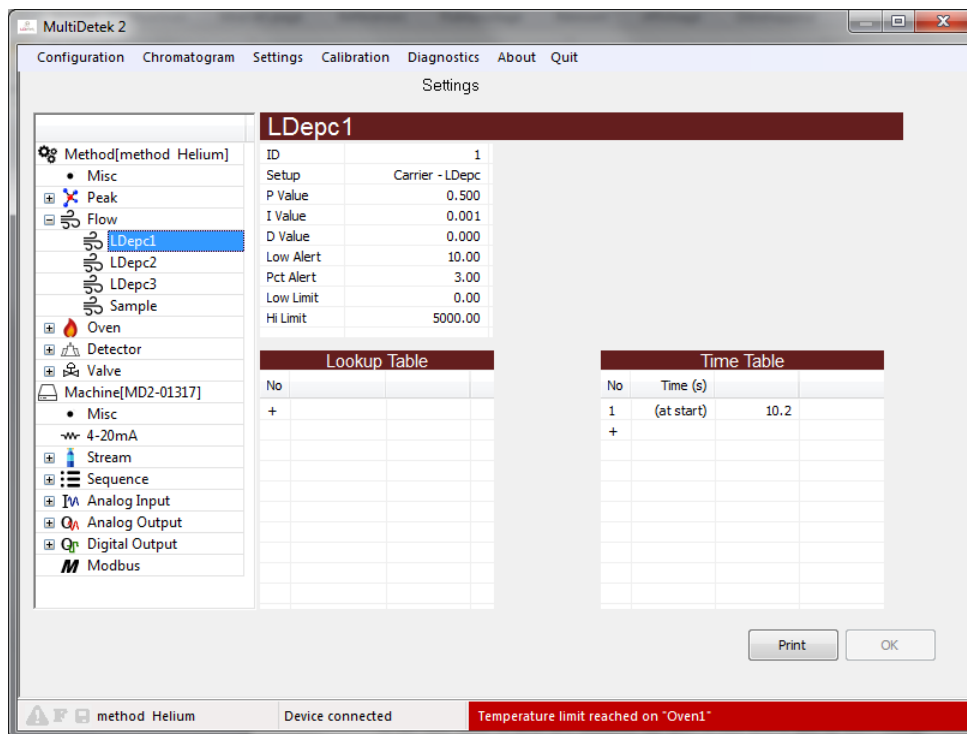 MultiDetek 2
Configuration Chromatogram Settings Calibration Diagnostics About Quit
Settings
Method[method Helium]
Misc
Peak
Flow
LDepc1
LDepc2
LDepc3
Sample
Oven
Detector
Valve
Machine[MD2-01317]
Misc
4-20mA
Stream
Sequence
Analog Input
Analog Output
Digital Output
Modbus
LDepc1
ID 1
Setup Carrier - LDepc
P Value 0.500
I Value 0.001
D Value 0.000
Low Alert 10.00
Pct Alert 3.00
Low Limit 0.00
Hi Limit 5000.00
Lookup Table
No
+
Time Table
No Time (s)
1 (at start) 10.2
+
Print OK
method Helium Device connected Temperature limit reached on "Oven1"